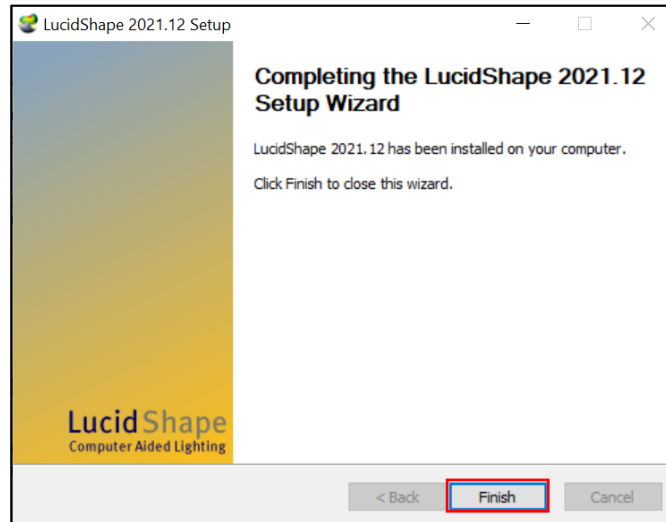 LucidShape 2021.12 Setup
Completing the LucidShape 2021.12
Setup Wizard
LucidShape 2021.12 has been installed on your computer.
Click Finish to close this wizard.
LucidShape
Computer Aided Lighting
< Back
Finish
Cancel